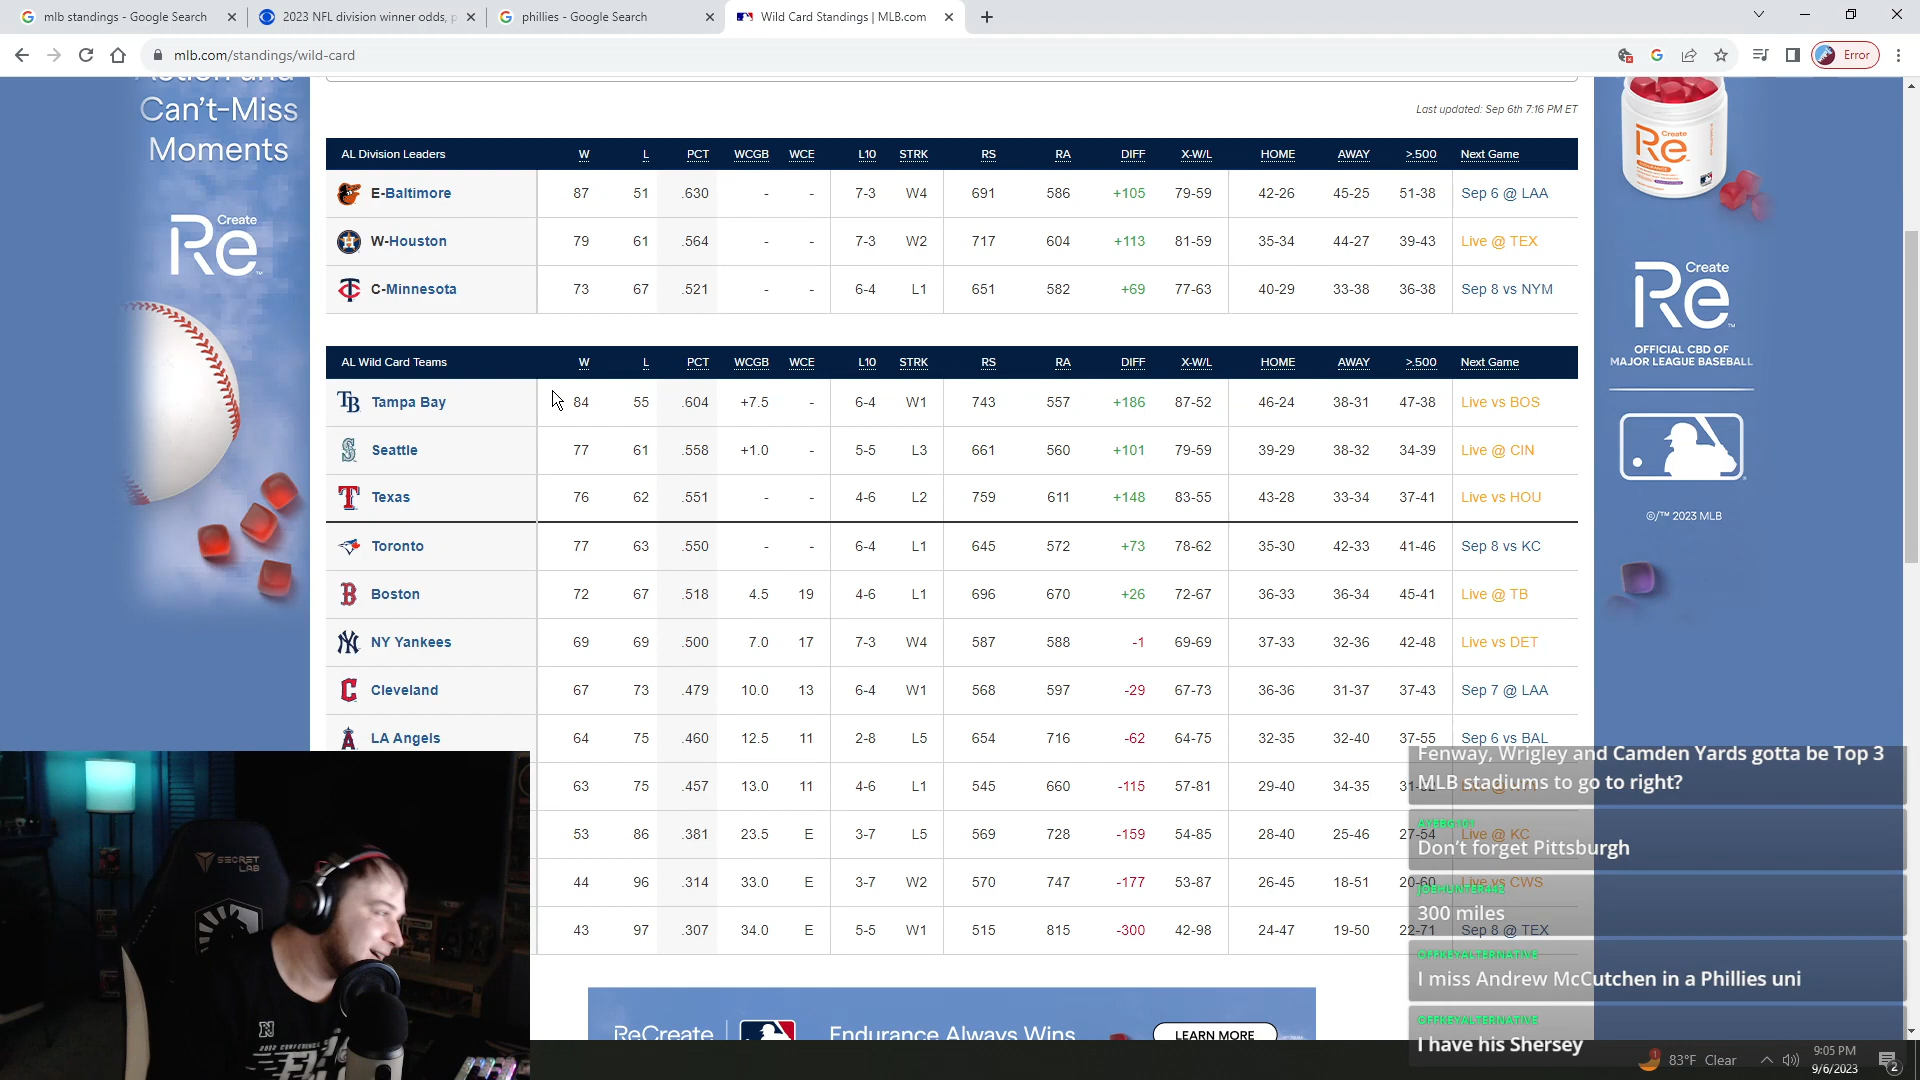 mlb standings - Google Search
2023 NFL division winner odds, p
phillies - Google Search
Wild Card Standings | MLB.com
mlb.com/standings/wild-card
Error
Action and
Can't-Miss
Moments
Create
Re
Last updated: Sep 6th 7:16 PM ET
AL Division Leaders W L PCT WCGB WCE L10 STRK RS RA DIFF X-W/L HOME AWAY >.500 Next Game
E-Baltimore 87 51 .630 - - 7-3 W4 691 586 +105 79-59 42-26 45-25 51-38 Sep 6 @ LAA
W-Houston 79 61 .564 - - 7-3 W2 717 604 +113 81-59 35-34 44-27 39-43 Live @ TEX
C-Minnesota 73 67 .521 - - 6-4 L1 651 582 +69 77-63 40-29 33-38 36-38 Sep 8 vs NYM
AL Wild Card Teams W L PCT WCGB WCE L10 STRK RS RA DIFF X-W/L HOME AWAY >.500 Next Game
TB Tampa Bay 84 55 .604 +7.5 - 6-4 W1 743 557 +186 87-52 46-24 38-31 47-38 Live vs BOS
Seattle 77 61 .558 +1.0 - 5-5 L3 661 560 +101 79-59 39-29 38-32 34-39 Live @ CIN
T Texas 76 62 .551 - - 4-6 L2 759 611 +148 83-55 43-28 33-34 37-41 Live vs HOU
Toronto 77 63 .550 - - 6-4 L1 645 572 +73 78-62 35-30 42-33 41-46 Sep 8 vs KC
B Boston 72 67 .518 4.5 19 4-6 L1 696 670 +26 72-67 36-33 36-34 45-41 Live @ TB
NY NY Yankees 69 69 .500 7.0 17 7-3 W4 587 588 -1 69-69 37-33 32-36 42-48 Live vs DET
C Cleveland 67 73 .479 10.0 13 6-4 W1 568 597 -29 67-73 36-36 31-37 37-43 Sep 7 @ LAA
A LA Angels 64 75 .460 12.5 11 2-8 L5 654 716 -62 64-75 32-35 32-40 37-55 Sep 6 vs BAL
63 75 .457 13.0 11 4-6 L1 545 660 -115 57-81 29-40 34-35
53 86 .381 23.5 E 3-7 L5 569 728 -159 54-85 28-40 25-46 27-54 Live @ KC
44 96 .314 33.0 E 3-7 W2 570 747 -177 53-87 26-45 18-51 20-60 Live vs CWS
43 97 .307 34.0 E 5-5 W1 515 815 -300 42-98 24-47 19-50 22-71 Sep 8 @ TEX
ReCreate
Endurance Always Wins
LEARN MORE
Create
Re
Create
Re
OFFICIAL CBD OF
MAJOR LEAGUE BASEBALL
©/™ 2023 MLB
Fenway, Wrigley and Camden Yards gotta be Top 3
MLB stadiums to go to right?
Don't forget Pittsburgh
300 miles
OFFKEYALTERNATIVE
I miss Andrew McCutchen in a Phillies uni
OFFKEYALTERNATIVE
I have his Shersey
SECRET
LAB
N
83°F Clear
9:05 PM
9/6/2023
2